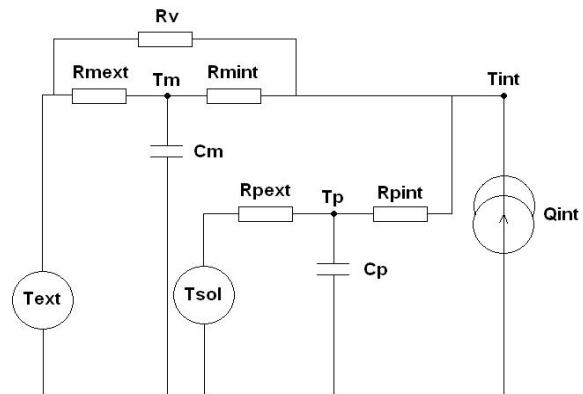 Rv
Rmext Tm Rmint Tint
Cm
Rpext Tp Rpint Qint
Text Tsol Cp